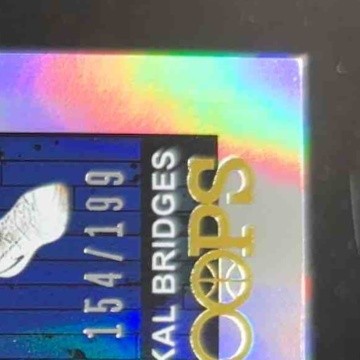 154/199
KAL BRIDGES
OOPS